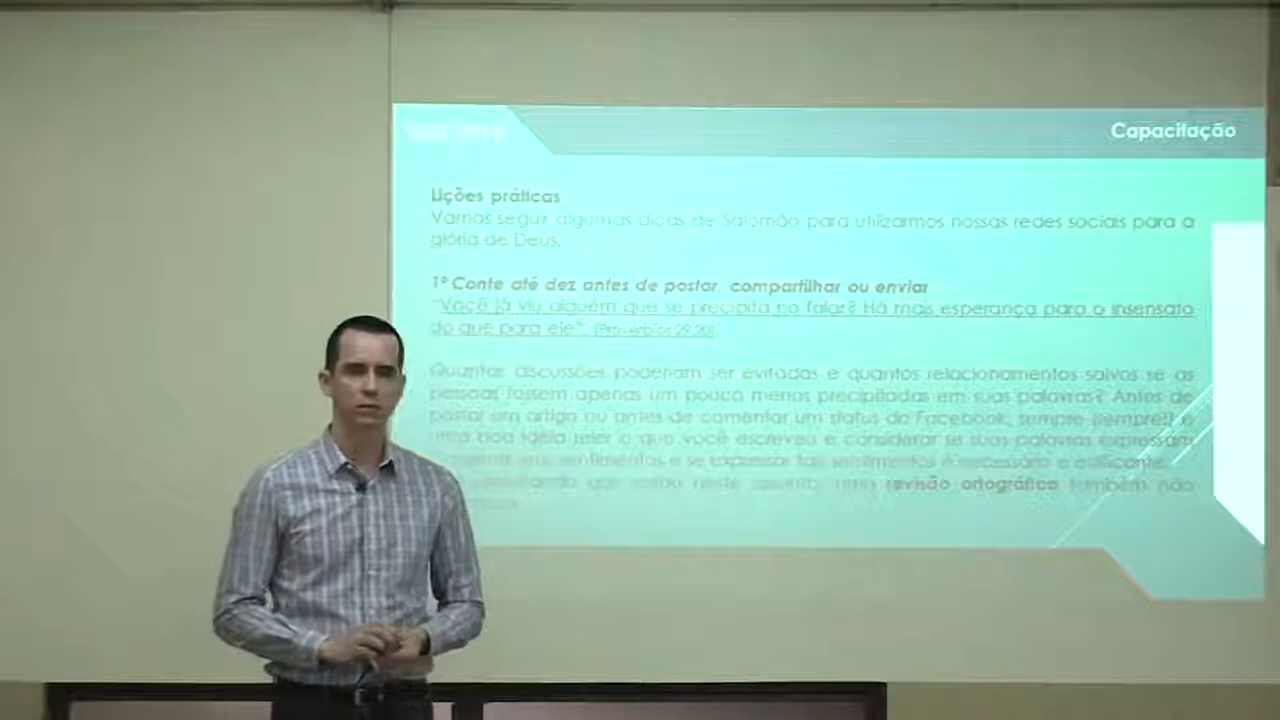 Capacitação
Lições práticas
Vamos seguir algumas dicas de Salomão para utilizarmos nossas redes sociais para a
glória de Deus.
1º Conte até dez antes de postar, compartilhar ou enviar
"Você já viu alguém que se precipita no falar? Há mais esperança para o insensato
do que para ele". (Provérbios 29.20).
Quantas discussões poderiam ser evitadas e quantos relacionamentos salvos se as
pessoas fossem apenas um pouco menos precipitadas em suas palavras? Antes de
postar um artigo ou antes de comentar um status do Facebook, sempre (sempre!) é
uma boa ideia reler o que você escreveu e considerar se suas palavras expressam
seus sentimentos e se expressar tais sentimentos é necessário e edificante.
que estou neste assunto, uma revisão ortográfica também não